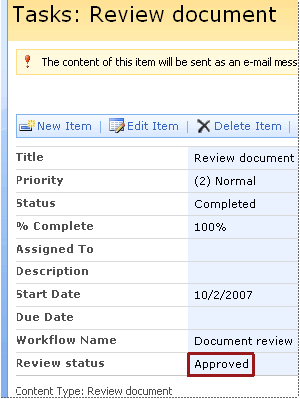 Tasks: Review document
The content of this item will be sent as an e-mail mess
New Item | Edit Item | Delete Item |
Title Review document
Priority (2) Normal
Status Completed
% Complete 100%
Assigned To
Description
Start Date 10/2/2007
Due Date
Workflow Name Document review
Review status Approved
Content Type: Review document